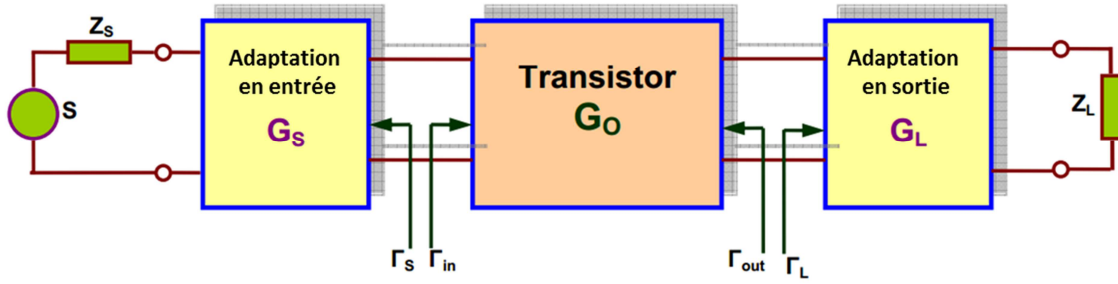 Z_S
S
Adaptation
en entrée
G_S
Transistor
G_O
Adaptation
en sortie
G_L
Z_L
Γ_S
Γ_in
Γ_out
Γ_L